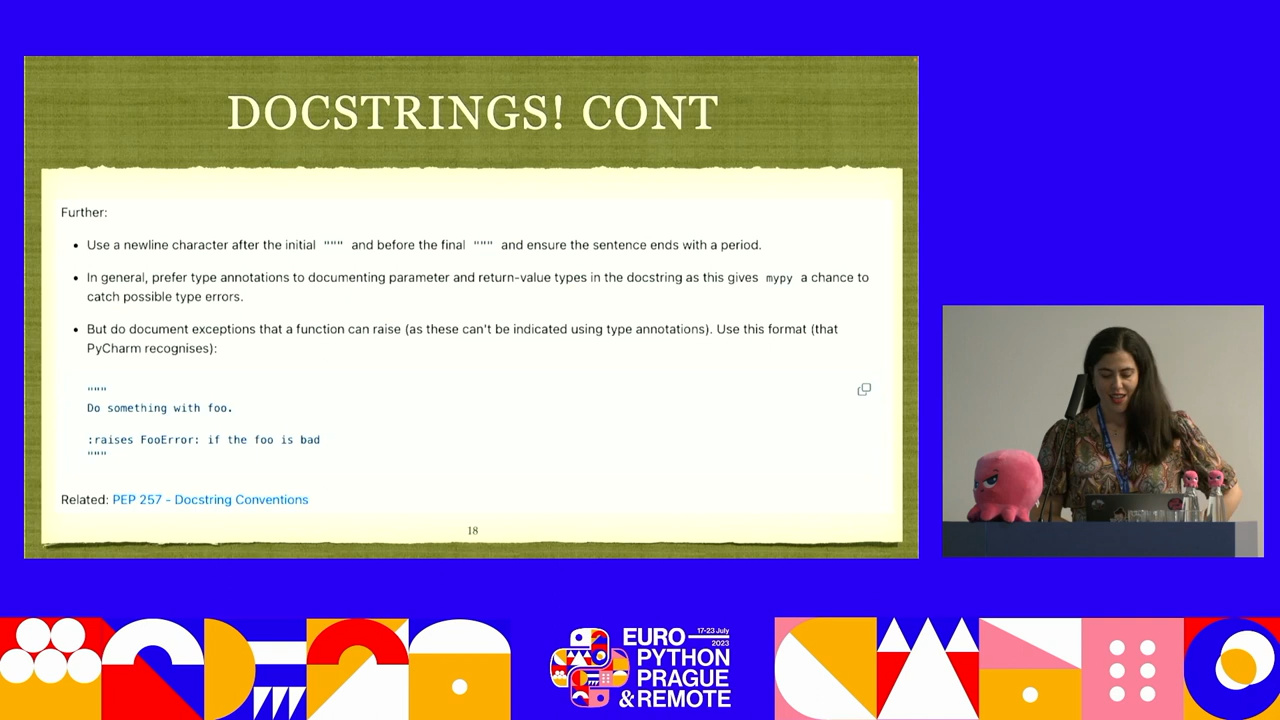 DOCSTRINGS! CONT
Further:
• Use a newline character after the initial """ and before the final """ and ensure the sentence ends with a period.
• In general, prefer type annotations to documenting parameter and return-value types in the docstring as this gives mypy a chance to
catch possible type errors.
• But do document exceptions that a function can raise (as these can't be indicated using type annotations). Use this format (that
PyCharm recognises):
"""
Do something with foo.
:raises FooError: if the foo is bad
"""
Related: PEP 257 - Docstring Conventions
18
17-23 July
2023
EURO
PYTHON
PRAGUE
& REMOTE